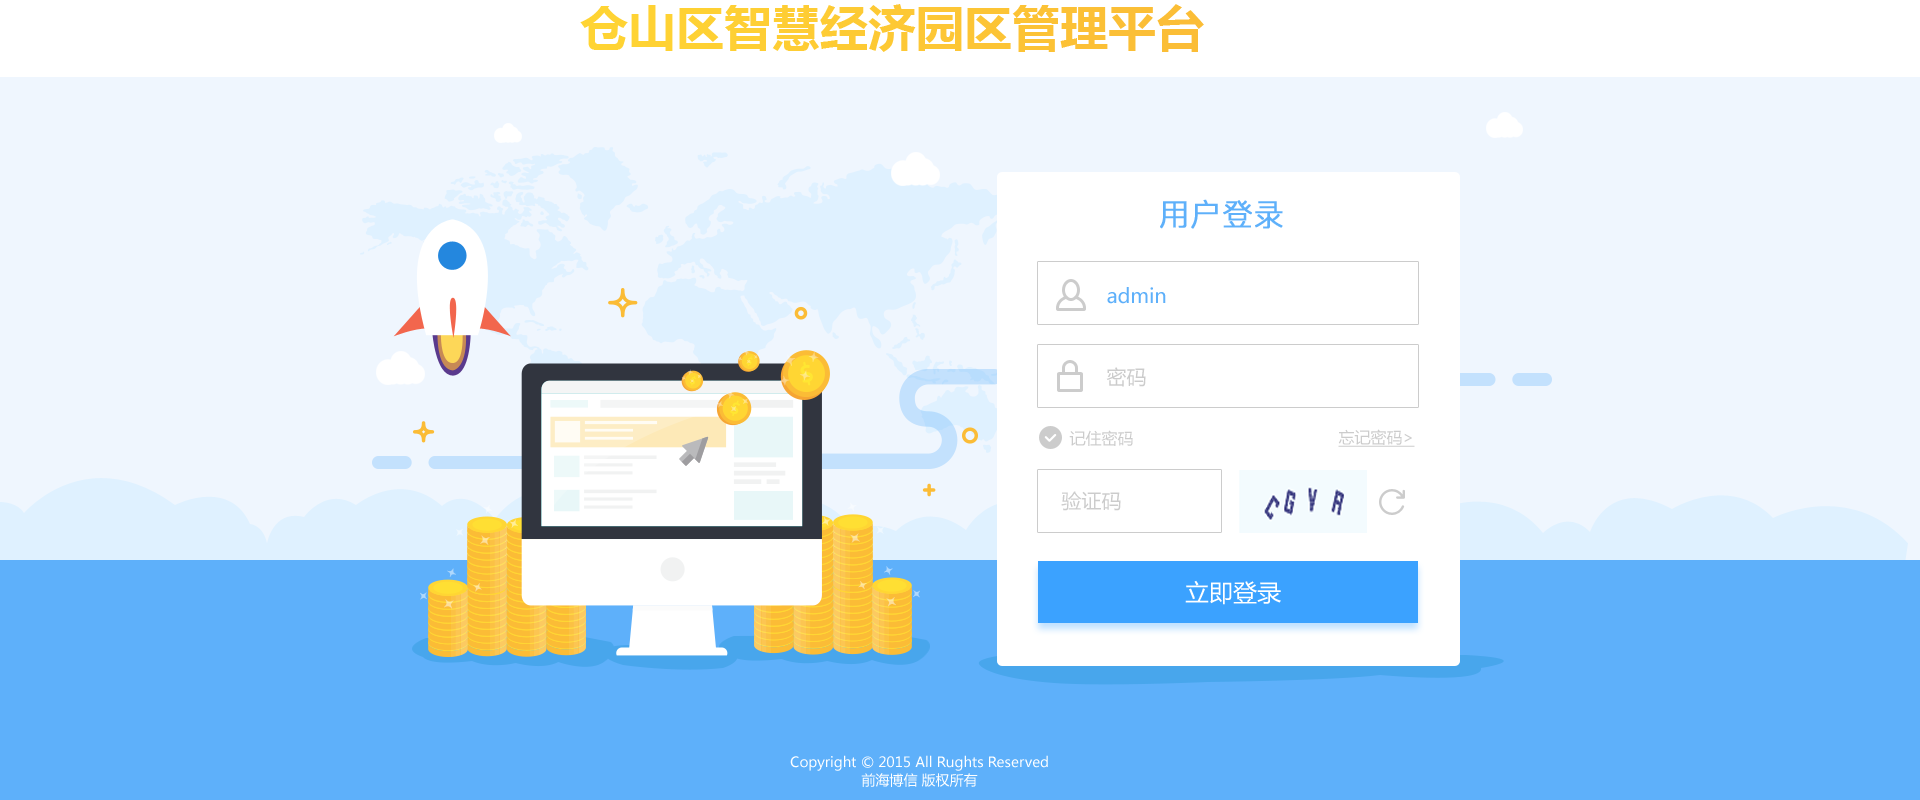 仓山区智慧经济园区管理平台
用户登录
admin
密码
记住密码 忘记密码>
验证码 CGVA
立即登录
Copyright © 2015 All Rughts Reserved
前海博信 版权所有